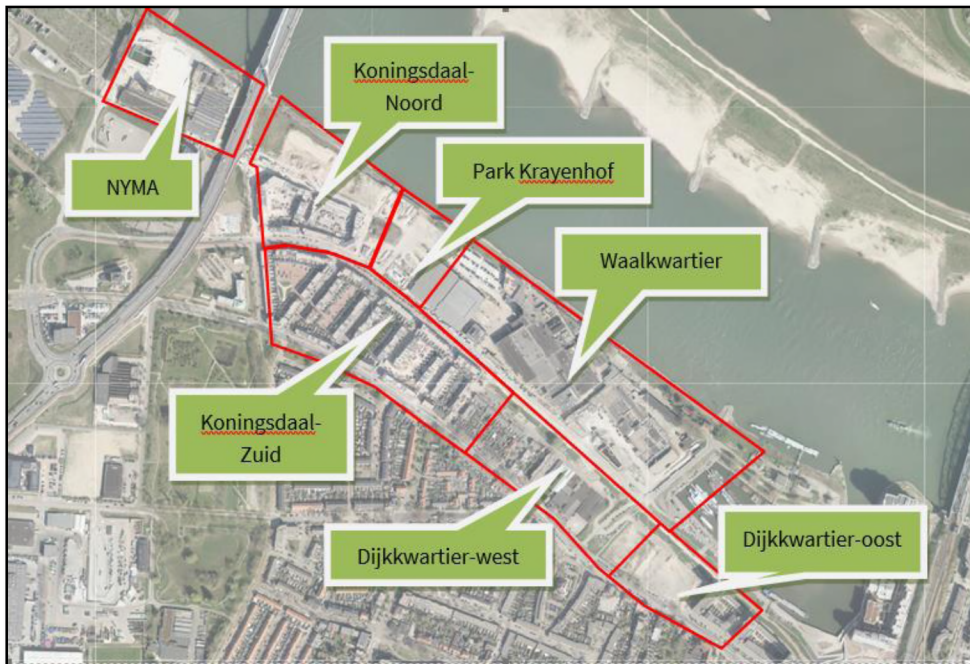 Koningsdaal-
Noord
NYMA
Park Krayenhof
Waalkwartier
Koningsdaal-
Zuid
Dijkkwartier-west
Dijkkwartier-oost